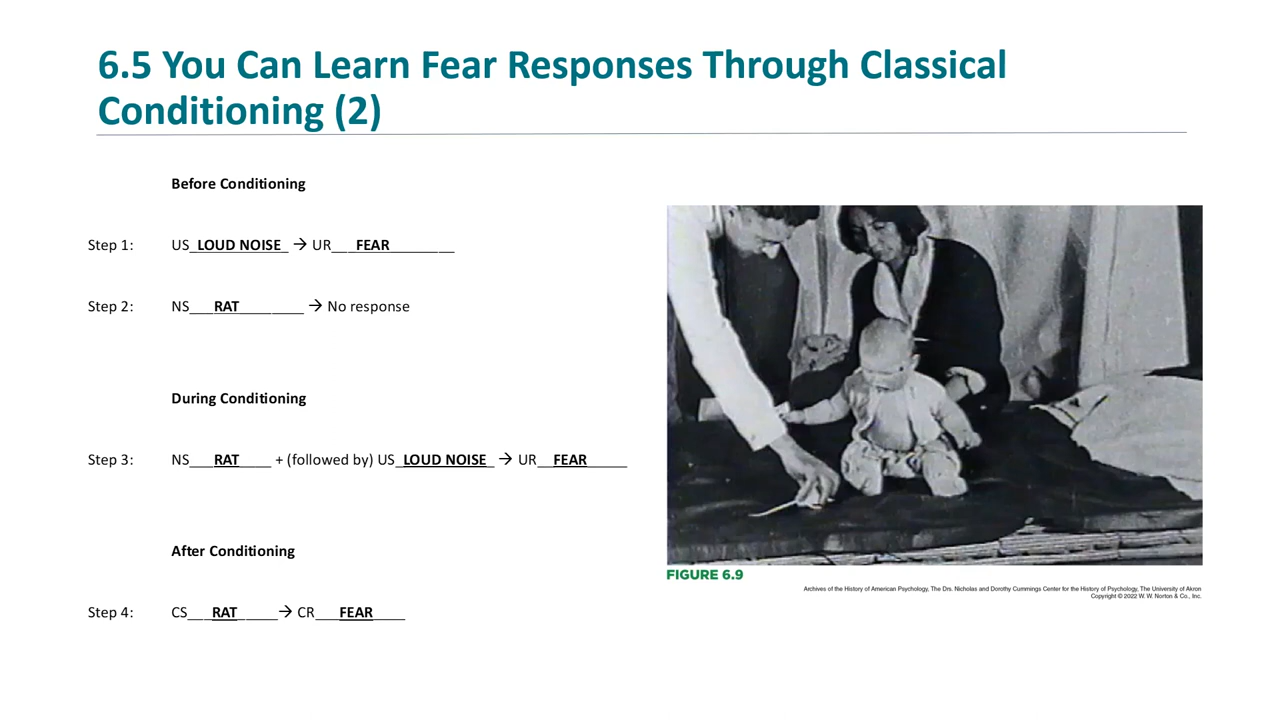 6.5 You Can Learn Fear Responses Through Classical
Conditioning (2)
Before Conditioning
Step 1: US_LOUD NOISE_ → UR___FEAR________
Step 2: NS___RAT________ → No response
During Conditioning
Step 3: NS___RAT____ + (followed by) US_LOUD NOISE_ → UR__FEAR_____
After Conditioning
Step 4: CS___RAT_____→ CR___FEAR____
FIGURE 6.9
Archives of the History of American Psychology, The Drs. Nicholas and Dorothy Cummings Center for the History of Psychology, The University of Akron
Copyright © 2022 W. W. Norton & Co., Inc.